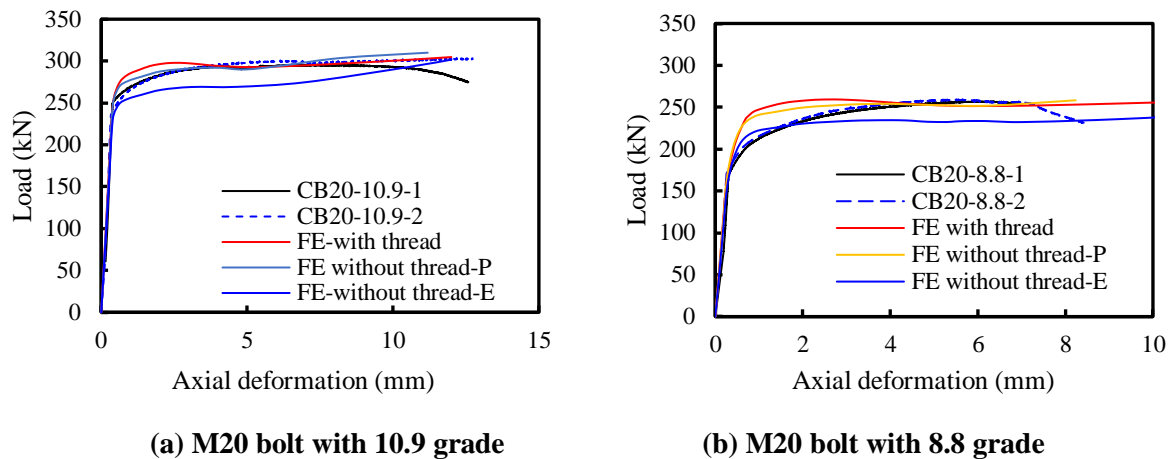 350
300
250
200
150
100
50
0
Load (kN)
CB20-10.9-1
CB20-10.9-2
FE-with thread
FE without thread-P
FE-without thread-E
0 5 10 15
Axial deformation (mm)
(a) M20 bolt with 10.9 grade
350
300
250
200
150
100
50
0
Load (kN)
CB20-8.8-1
CB20-8.8-2
FE with thread
FE without thread-P
FE without thread-E
0 2 4 6 8 10
Axial deformation (mm)
(b) M20 bolt with 8.8 grade